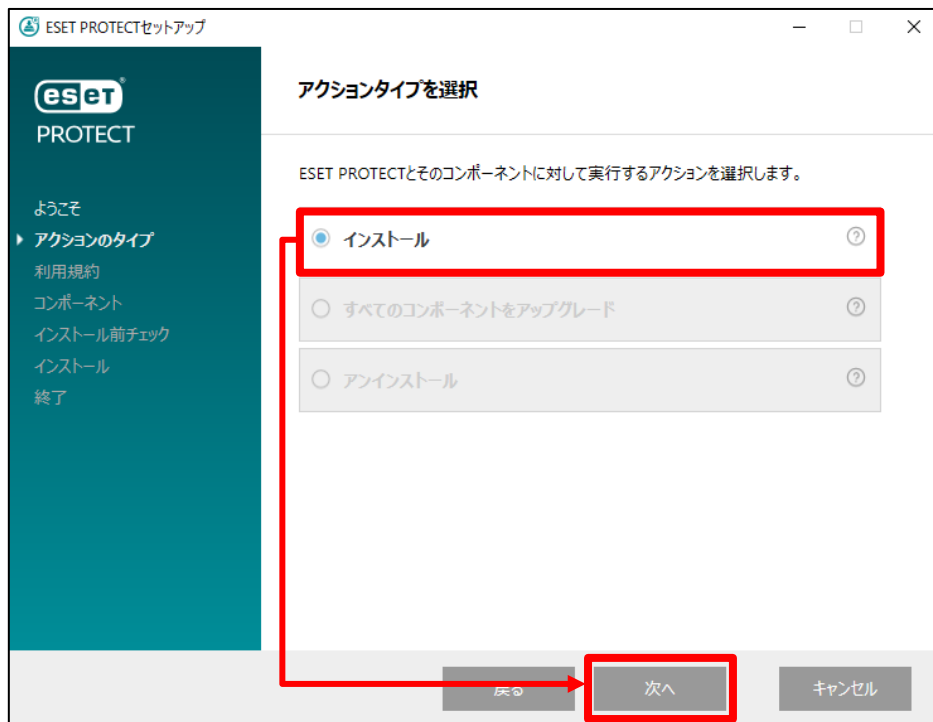 ESET PROTECTセットアップ
eset
PROTECT
ようこそ
アクションのタイプ
利用規約
コンポーネント
インストール前チェック
インストール
終了
アクションタイプを選択
ESET PROTECTとそのコンポーネントに対して実行するアクションを選択します。
インストール
すべてのコンポーネントをアップグレード
アンインストール
戻る
次へ
キャンセル